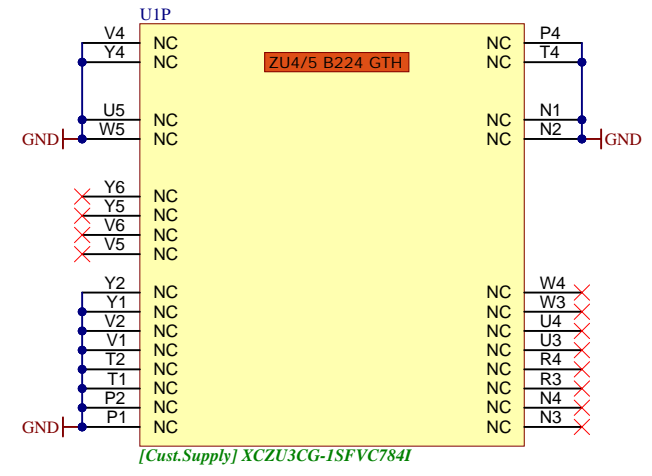 U1P
V4 NC NC P4
Y4 NC ZU4/5 B224 GTH NC T4
U5 NC NC N1
GND W5 NC NC N2 GND
Y6 NC
Y5 NC
V6 NC
V5 NC
Y2 NC NC W4
Y1 NC NC W3
V2 NC NC U4
V1 NC NC U3
T2 NC NC R4
T1 NC NC R3
P2 NC NC N4
GND P1 NC NC N3
[Cust.Supply] XCZU3CG-1SFVC784I